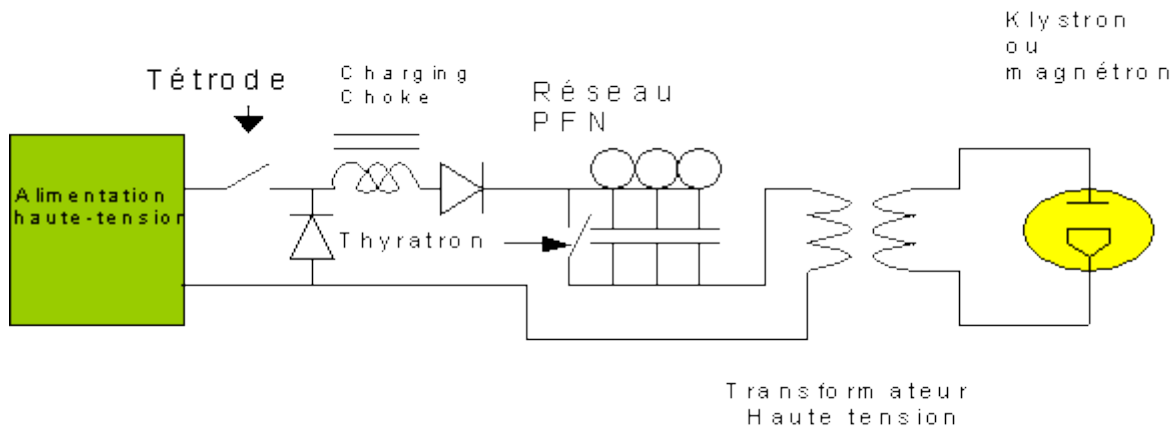 Klystron
ou
magnétron
Tétrode
Charging
Choke
Réseau
PFN
Alimentation
haute-tension
Thyratron
Transformateur
Haute tension